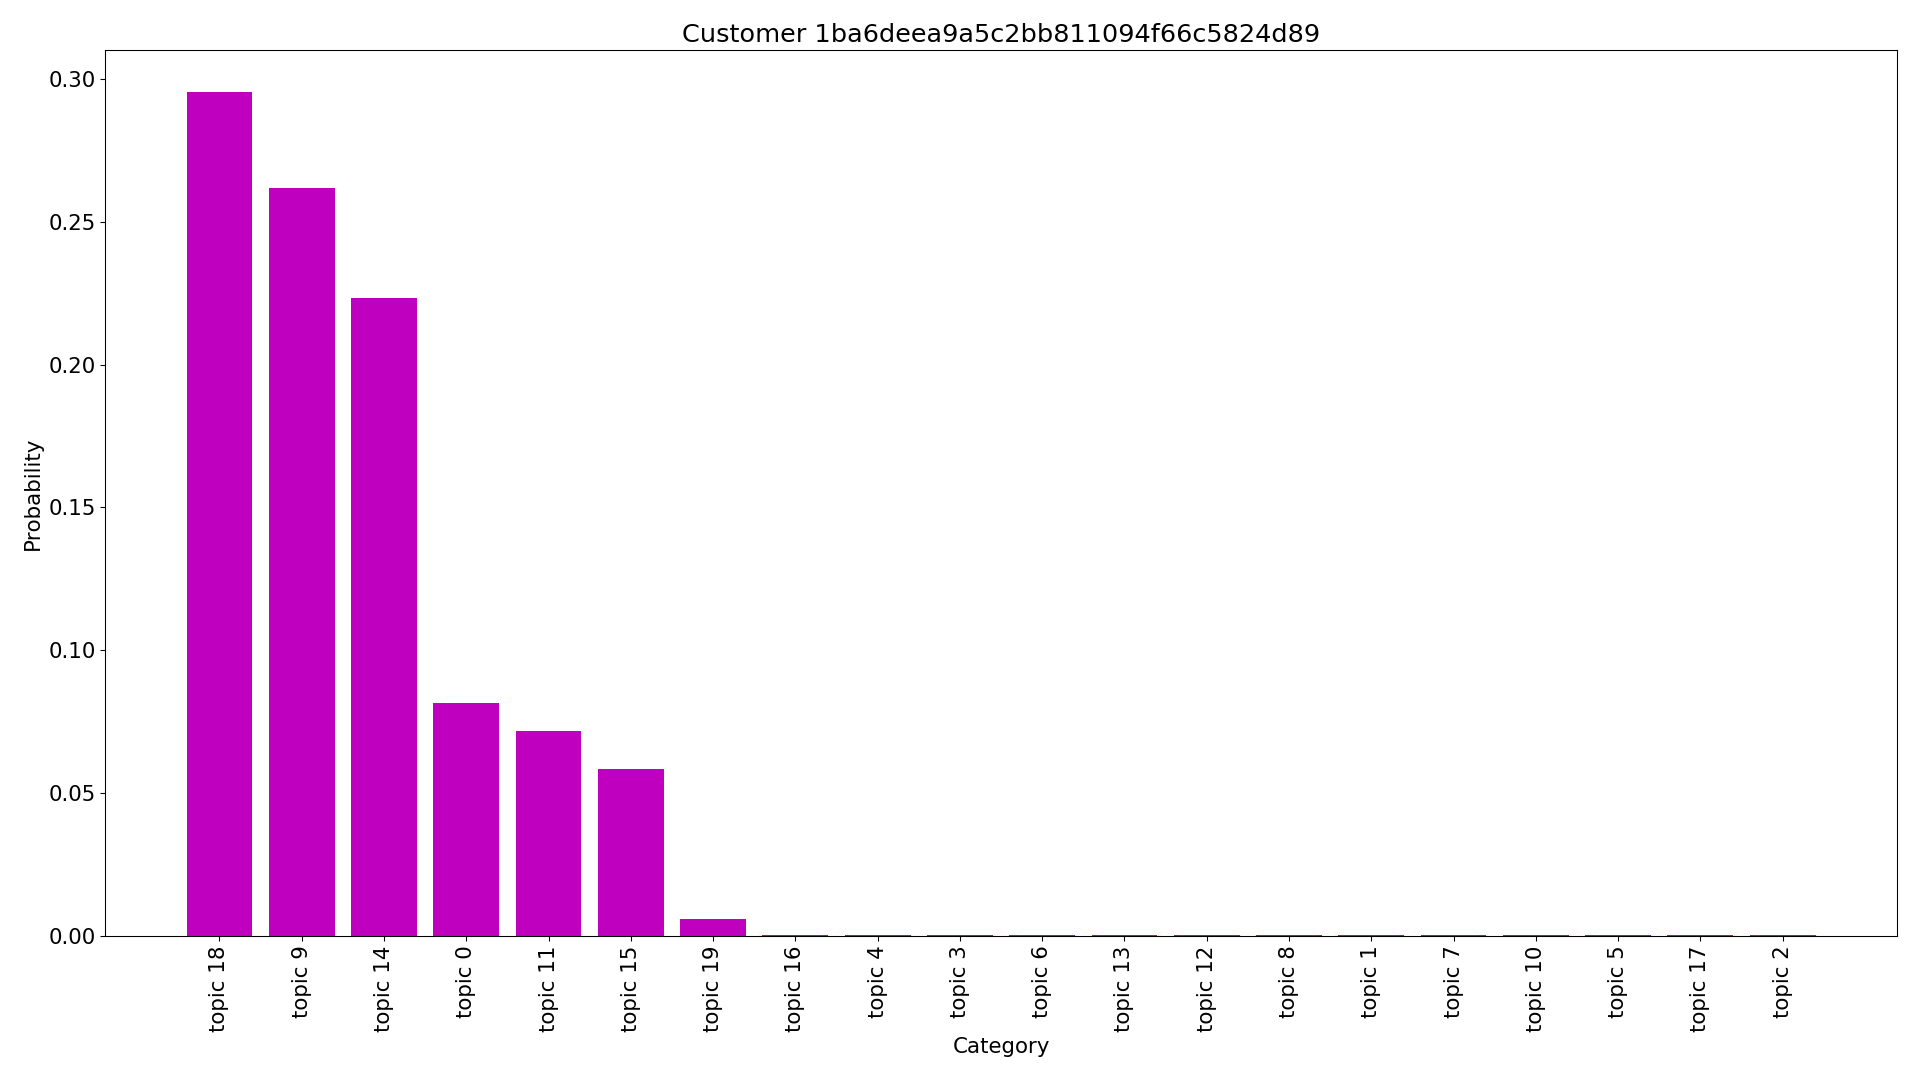 Customer 1ba6deea9a5c2bb811094f66c5824d89
Probability
0.30
0.25
0.20
0.15
0.10
0.05
0.00
topic 18
topic 9
topic 14
topic 0
topic 11
topic 15
topic 19
topic 16
topic 4
topic 3
topic 6
topic 13
topic 12
topic 8
topic 1
topic 7
topic 10
topic 5
topic 17
topic 2
Category